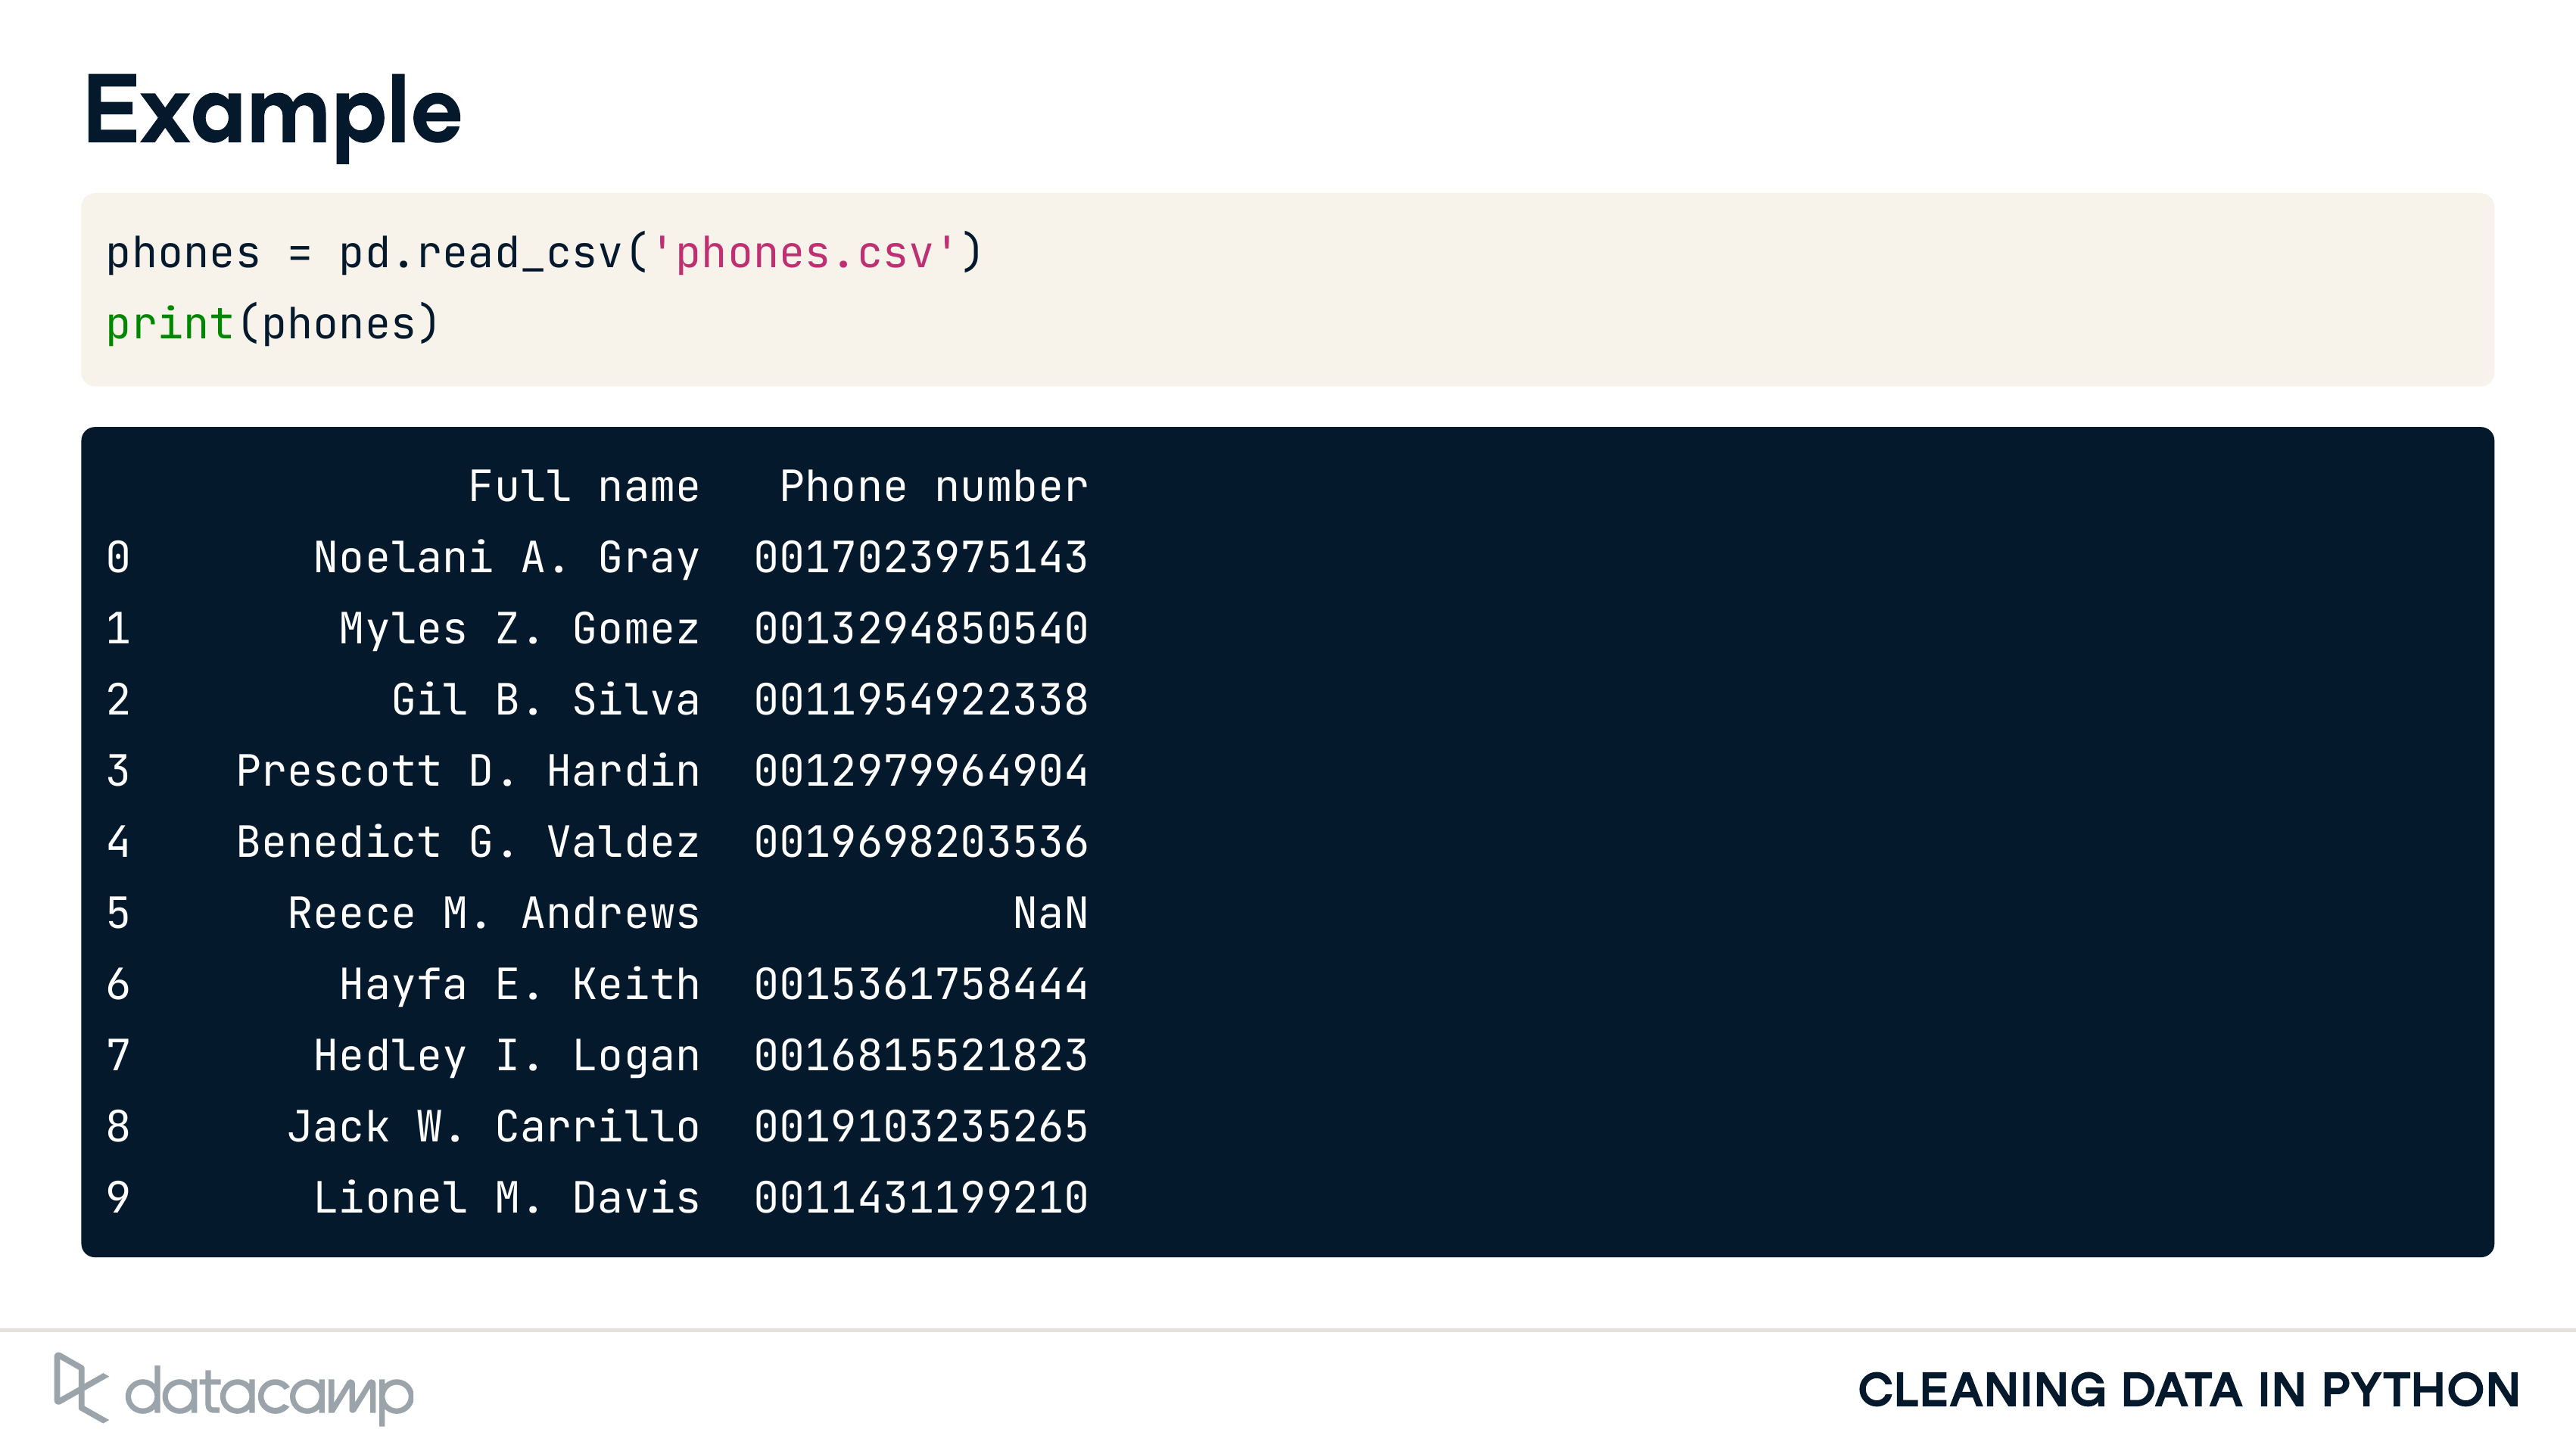 Example
phones = pd.read_csv('phones.csv')
print(phones)
Full name Phone number
0 Noelani A. Gray 0017023975143
1 Myles Z. Gomez 0013294850540
2 Gil B. Silva 0011954922338
3 Prescott D. Hardin 0012979964904
4 Benedict G. Valdez 0019698203536
5 Reece M. Andrews NaN
6 Hayfa E. Keith 0015361758444
7 Hedley I. Logan 0016815521823
8 Jack W. Carrillo 0019103235265
9 Lionel M. Davis 0011431199210
datacamp
CLEANING DATA IN PYTHON